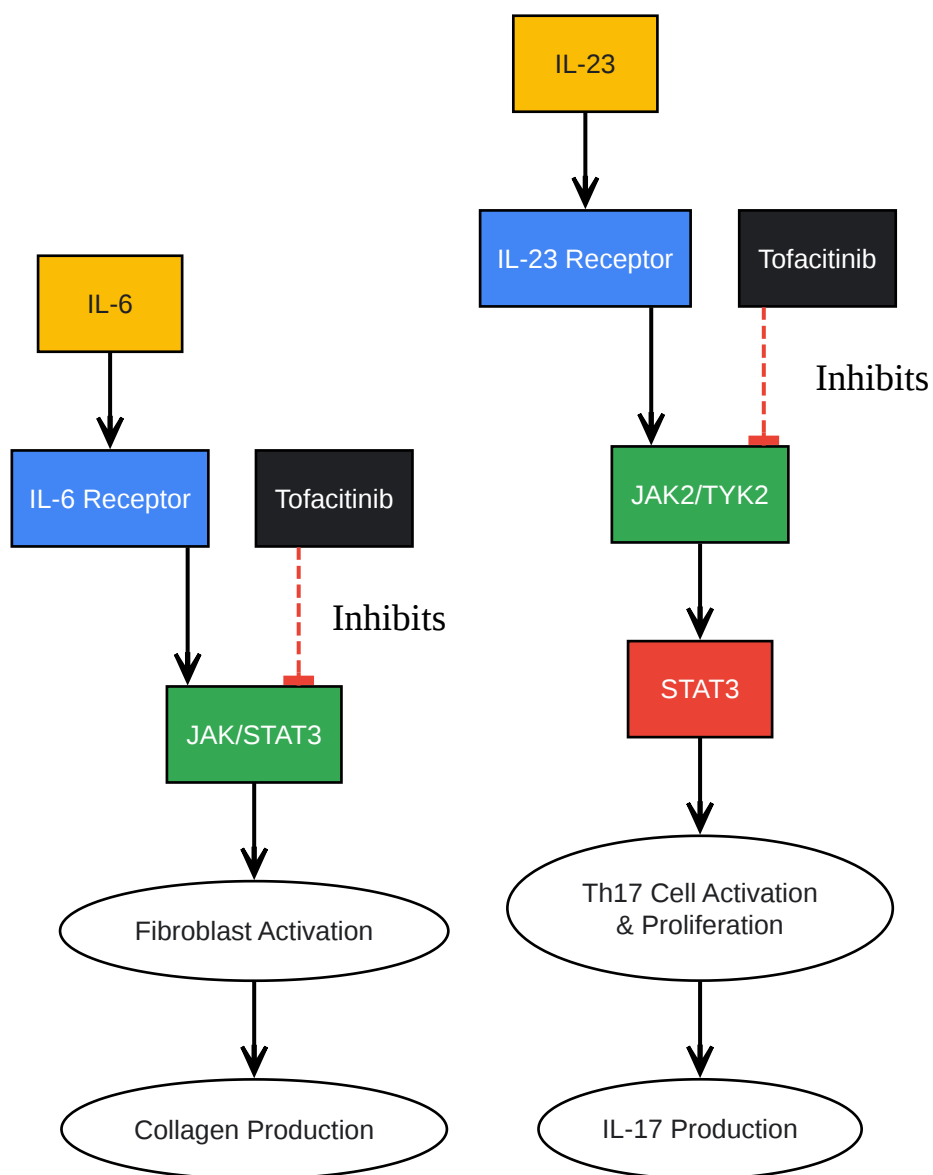 IL-23
IL-23 Receptor
Tofacitinib
Inhibits
IL-6
IL-6 Receptor
Tofacitinib
Inhibits
JAK2/TYK2
JAK/STAT3
STAT3
Fibroblast Activation
Th17 Cell Activation
& Proliferation
Collagen Production
IL-17 Production